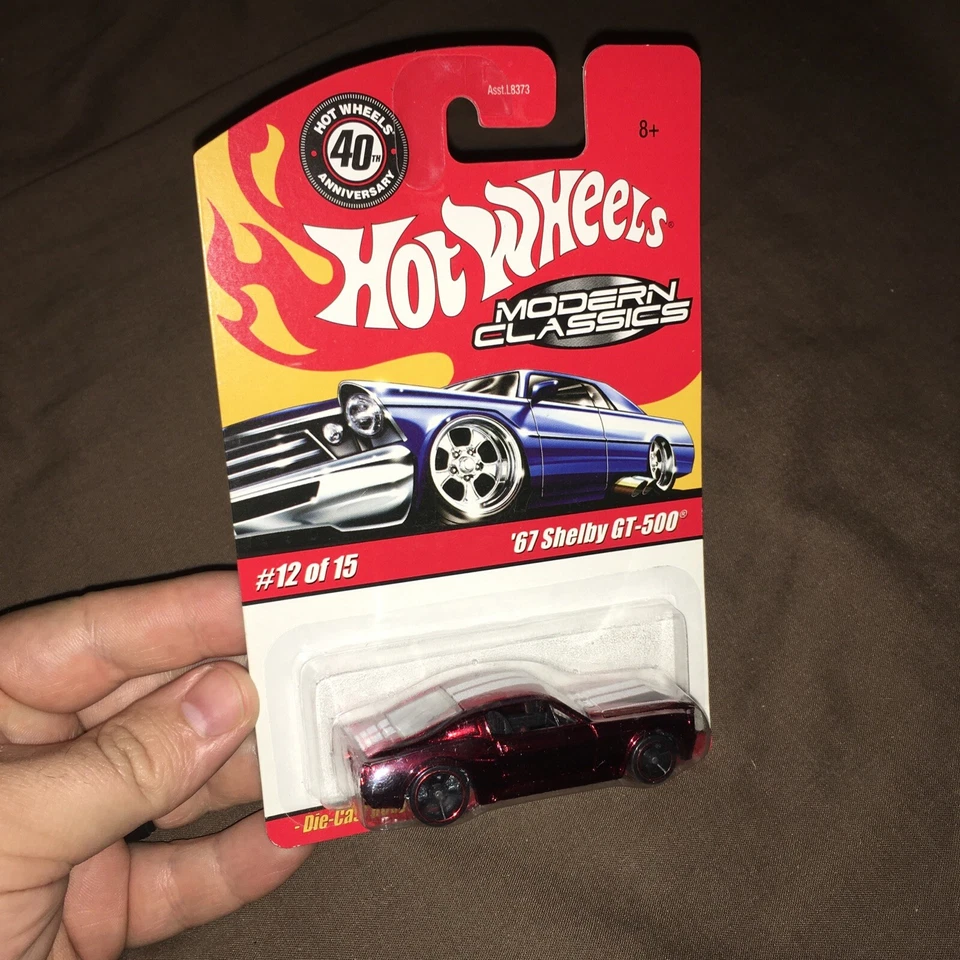 Asst.L8373
8+
HOT WHEELS
40TH
ANNIVERSARY
Hot Wheels®
MODERN
CLASSICS
'67 Shelby GT-500®
#12 of 15
- Die-Cast